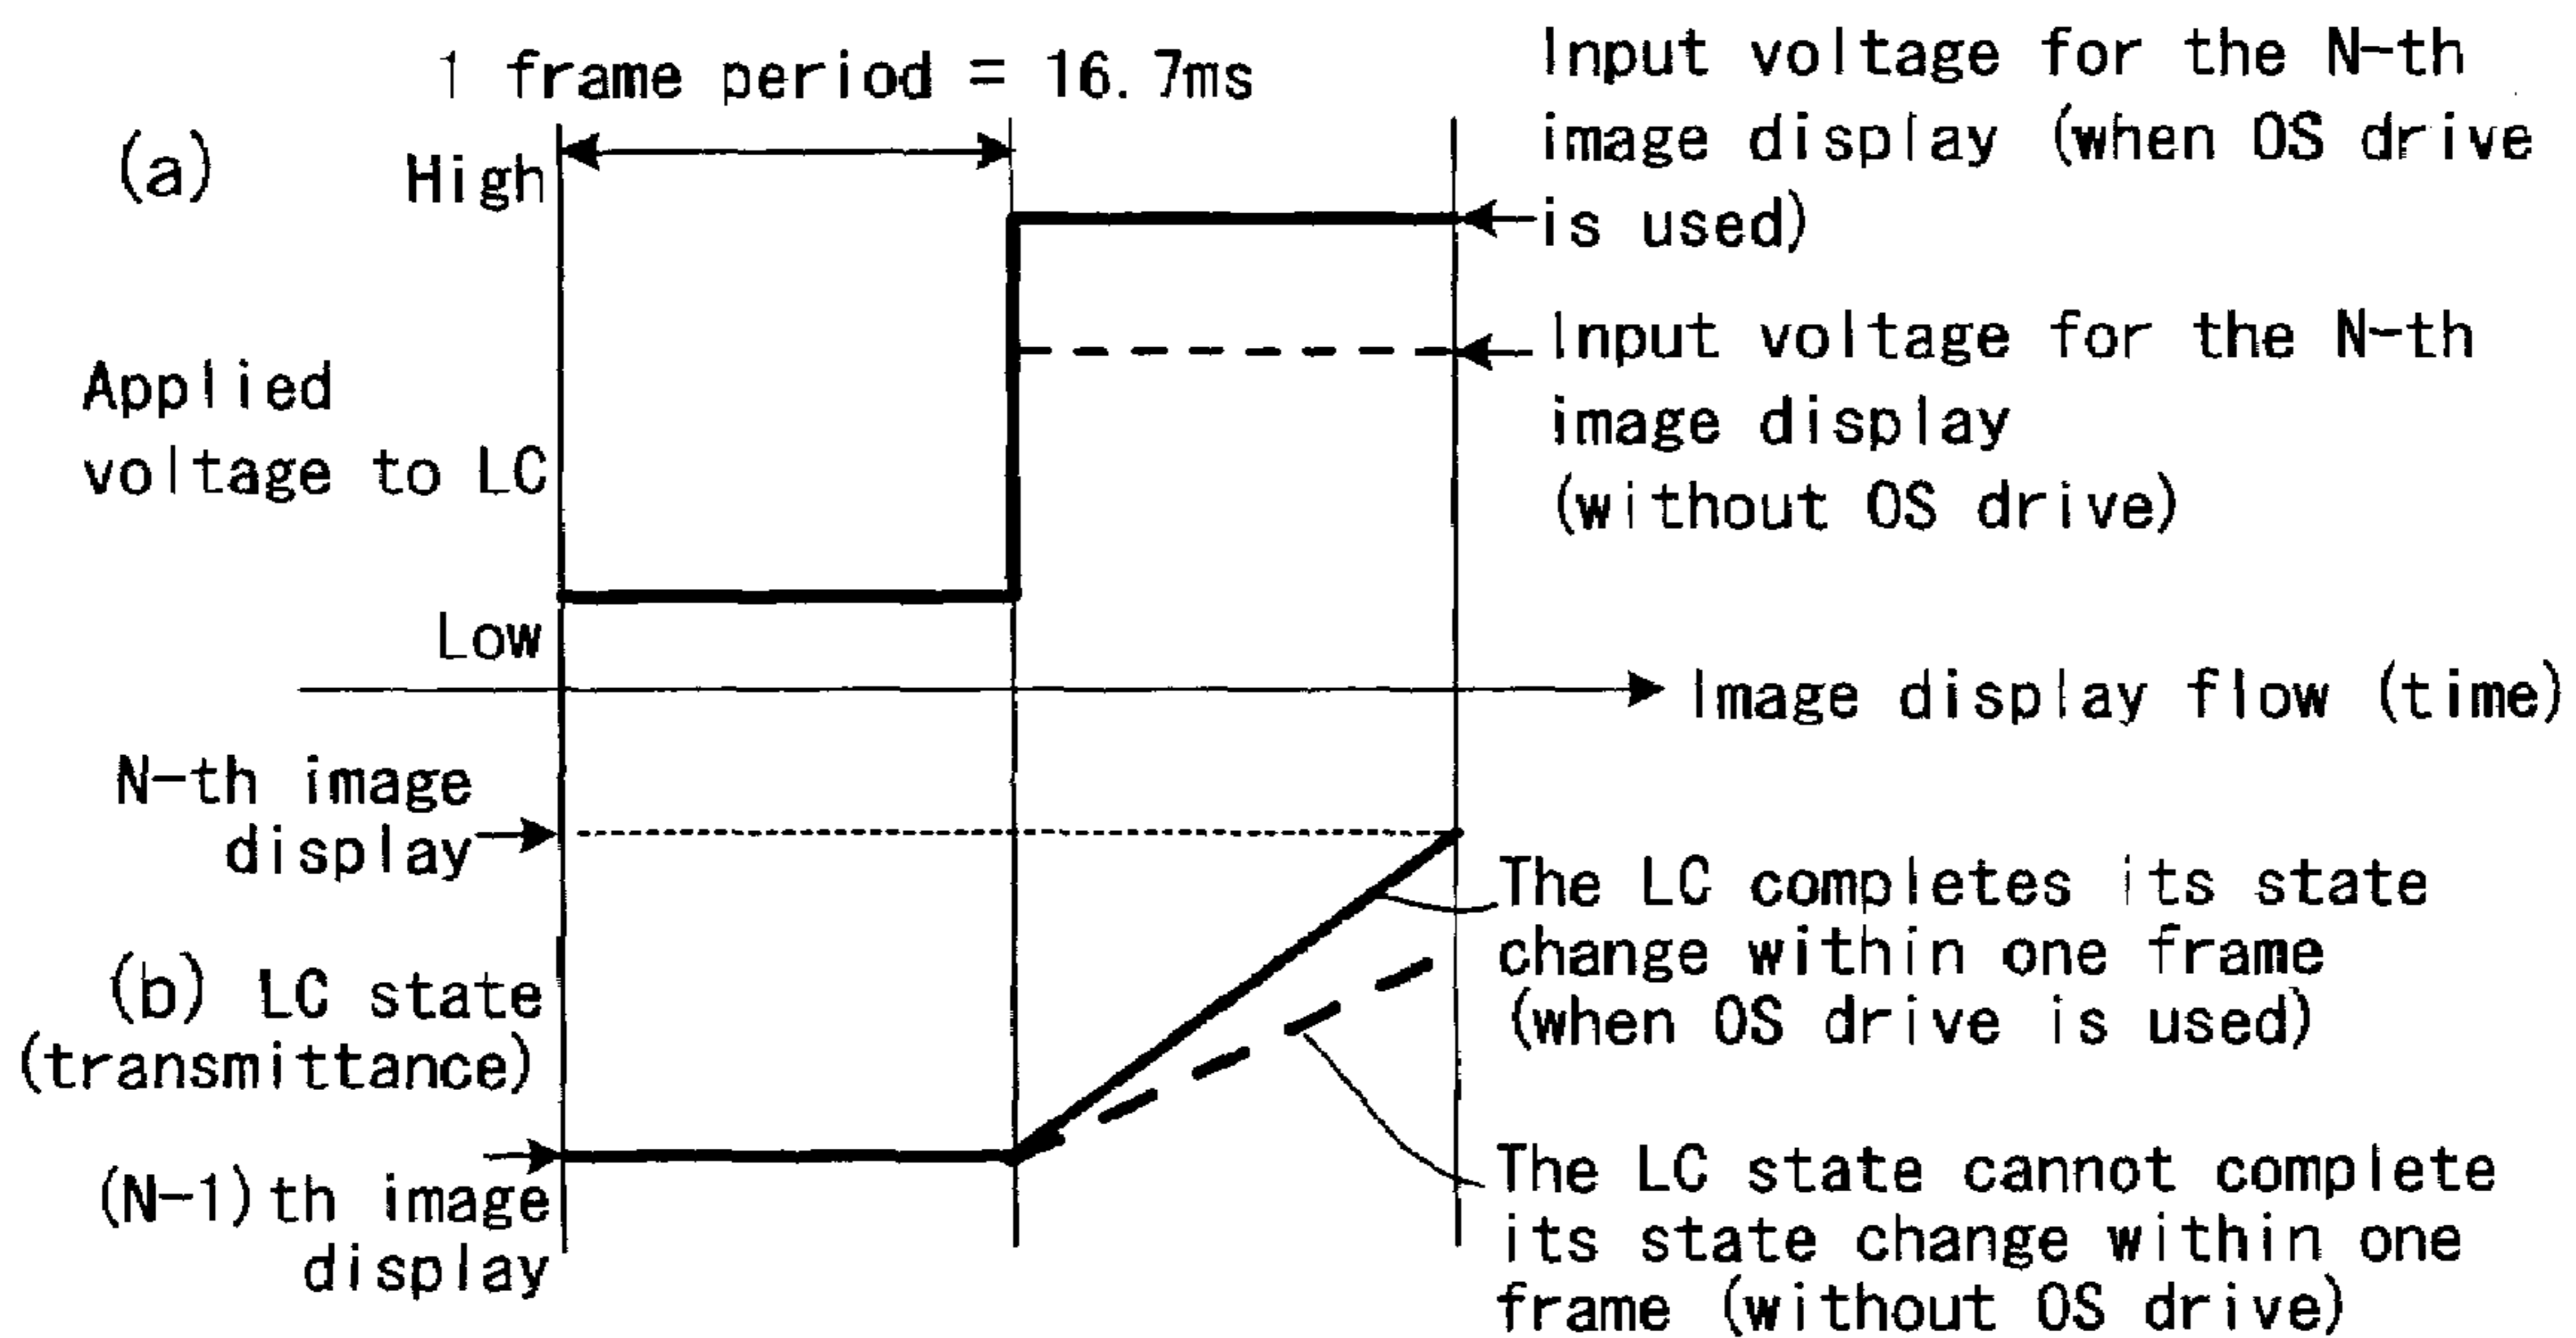 1 frame period = 16.7ms
(a)
High
Input voltage for the N-th
image display (when OS drive
is used)
Applied
voltage to LC
Input voltage for the N-th
image display
(without OS drive)
Low
Image display flow (time)
N-th image
display
The LC completes its state
change within one frame
(when OS drive is used)
(b) LC state
(transmittance)
(N-1)th image
display
The LC state cannot complete
its state change within one
frame (without OS drive)